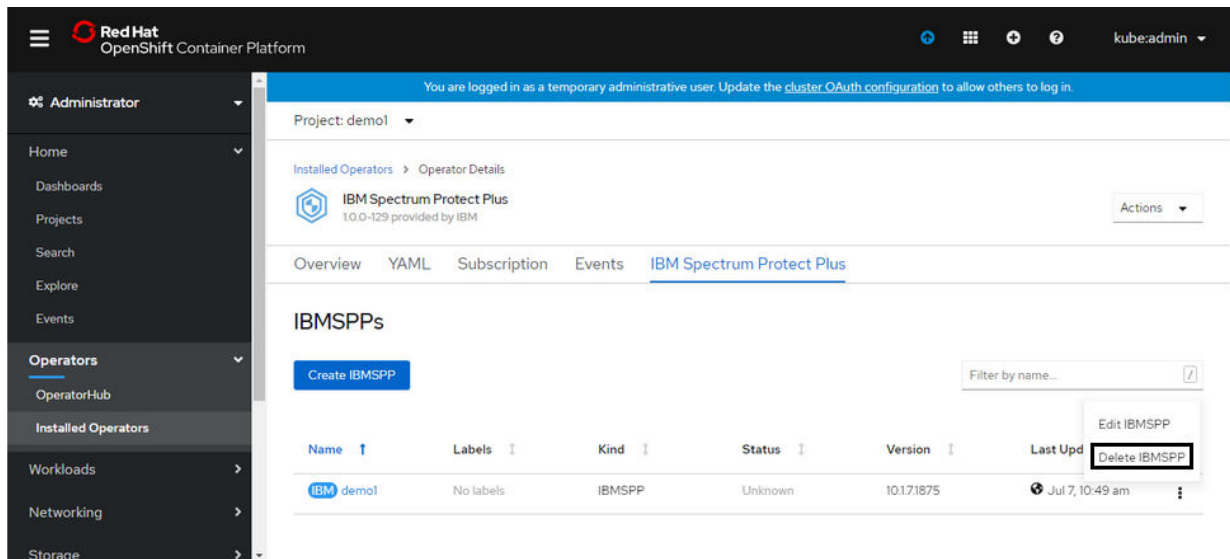 Red Hat
OpenShift Container Platform
kube:admin
Administrator
You are logged in as a temporary administrative user. Update the cluster OAuth configuration to allow others to log in.
Project: demo1
Home
Dashboards
Projects
Search
Explore
Events
Operators
OperatorHub
Installed Operators
Workloads
Networking
Storage
Installed Operators > Operator Details
IBM Spectrum Protect Plus
1.0.0-129 provided by IBM
Actions
Overview YAML Subscription Events IBM Spectrum Protect Plus
IBMSPPs
Create IBMSPP
Filter by name...
/
Edit IBMSPP
Delete IBMSPP
Name Labels Kind Status Version Last Upd
IBM demo1 No labels IBMSPP Unknown 10.1.7.1875 Jul 7, 10:49 am